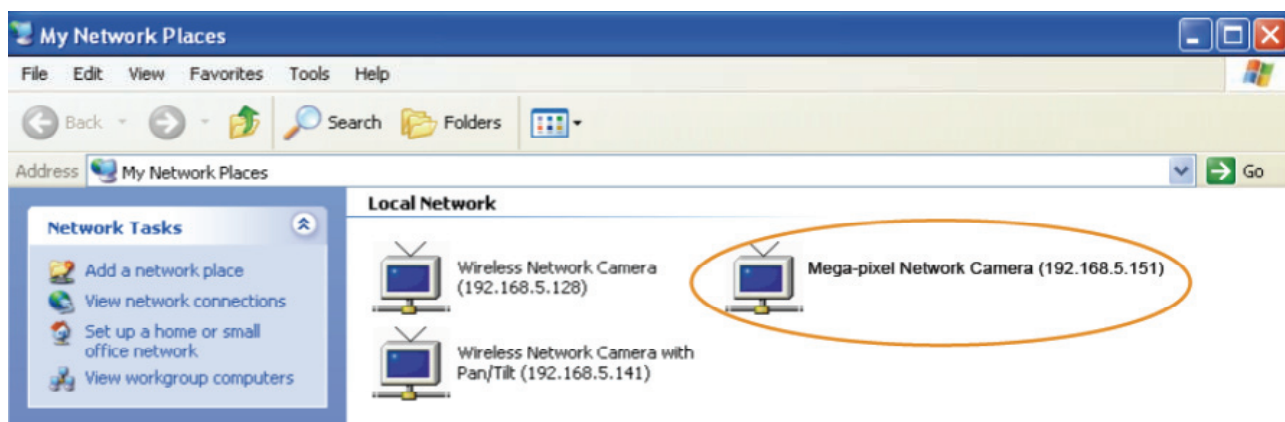 My Network Places
File Edit View Favorites Tools Help
Back Search Folders
Address My Network Places Go
Network Tasks
Add a network place
View network connections
Set up a home or small
office network
View workgroup computers
Local Network
Wireless Network Camera
(192.168.5.128)
Mega-pixel Network Camera (192.168.5.151)
Wireless Network Camera with
Pan/Tilt (192.168.5.141)